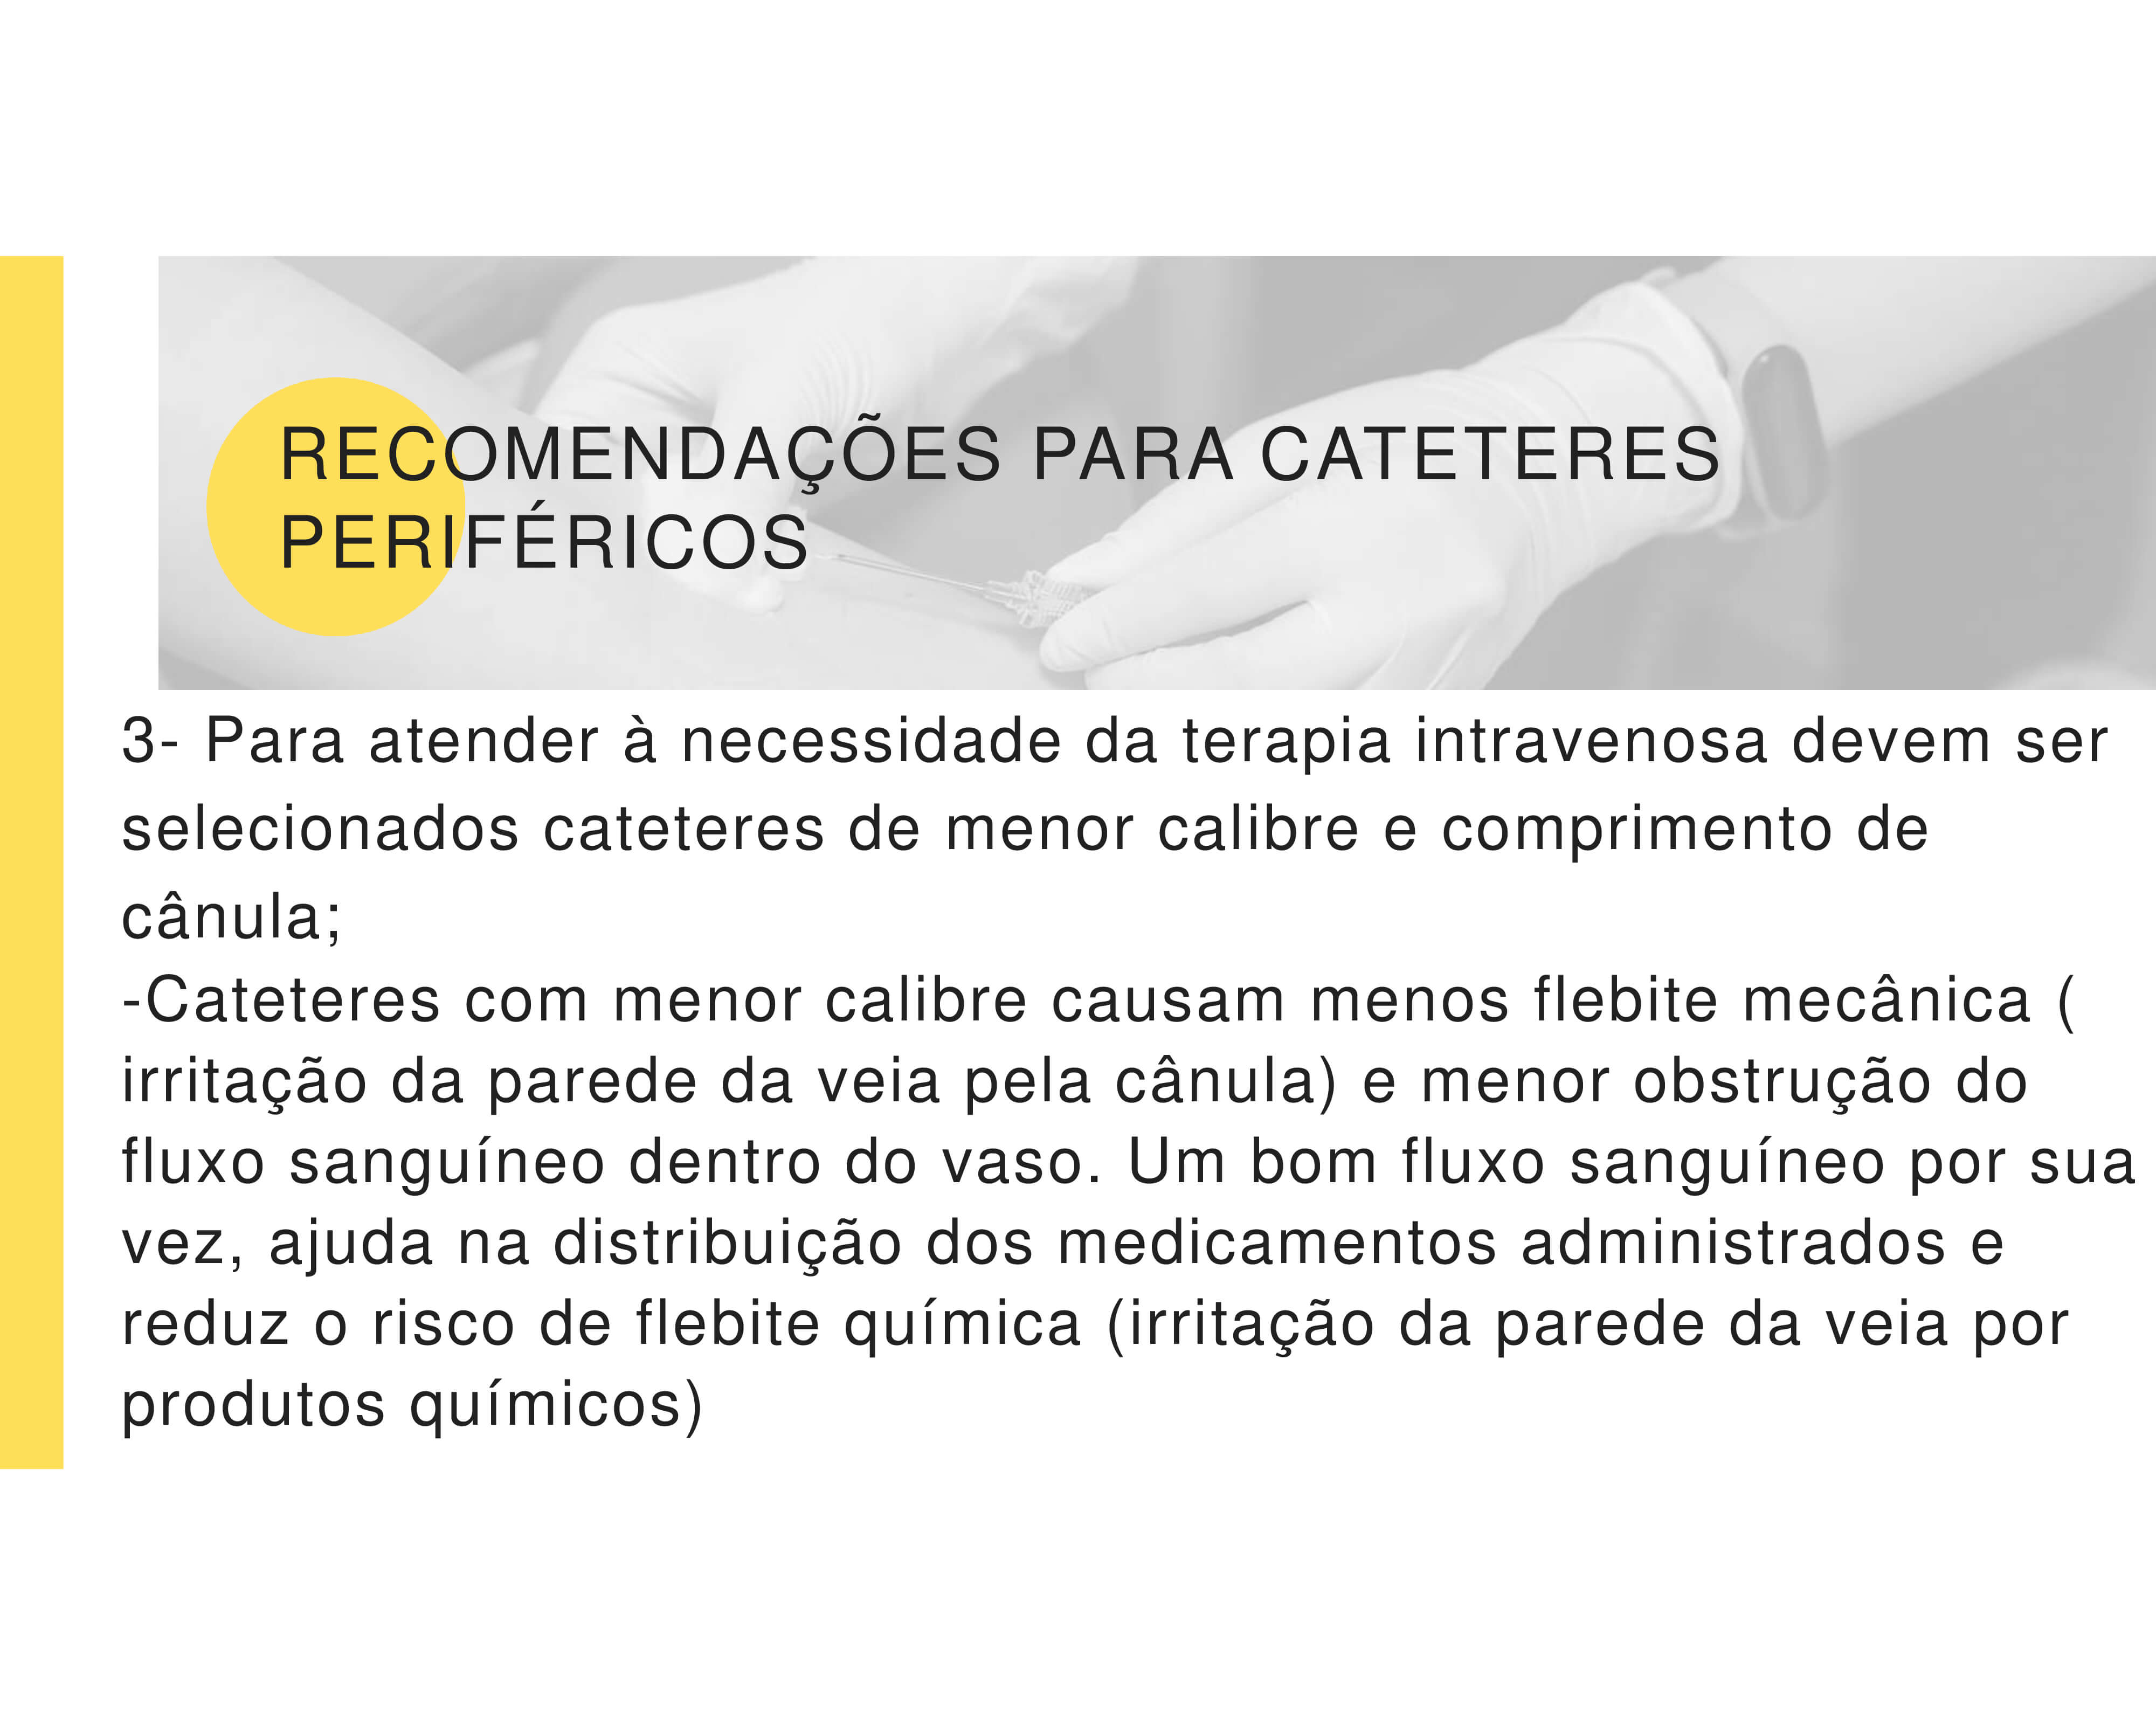 RECOMENDAÇÕES PARA CATETERES
PERIFÉRICOS
3- Para atender à necessidade da terapia intravenosa devem ser
selecionados cateteres de menor calibre e comprimento de
cânula;
-Cateteres com menor calibre causam menos flebite mecânica (
irritação da parede da veia pela cânula) e menor obstrução do
fluxo sanguíneo dentro do vaso. Um bom fluxo sanguíneo por sua
vez, ajuda na distribuição dos medicamentos administrados e
reduz o risco de flebite química (irritação da parede da veia por
produtos químicos)